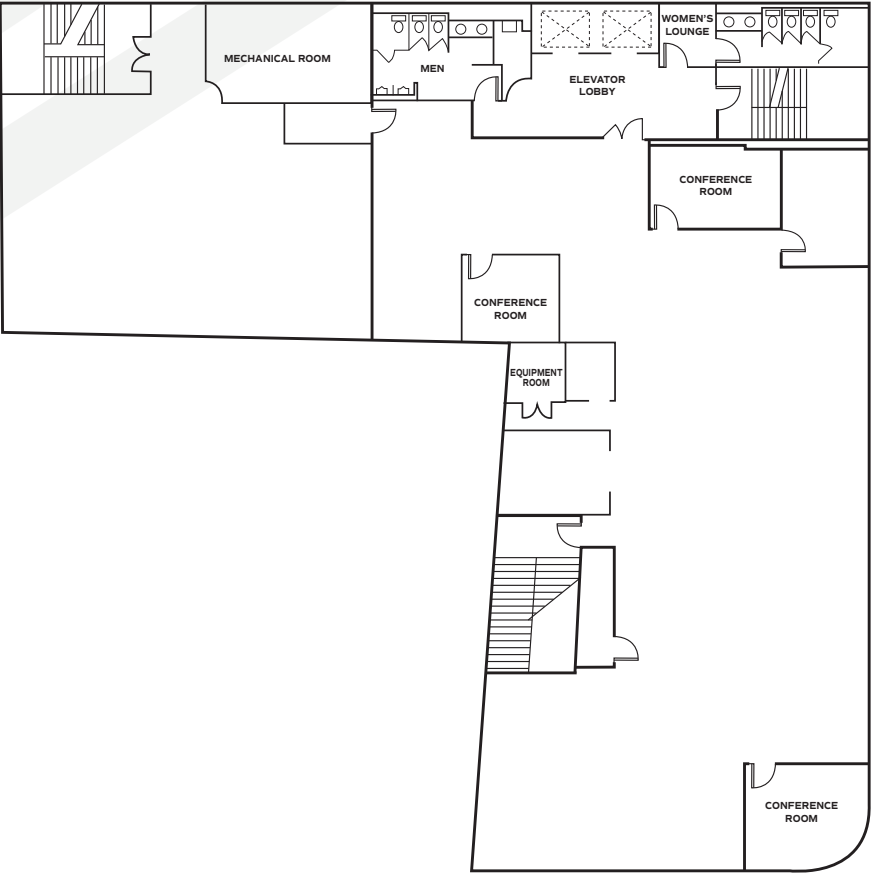 WOMEN'S
LOUNGE
MECHANICAL ROOM
MEN
ELEVATOR
LOBBY
CONFERENCE
ROOM
CONFERENCE
ROOM
EQUIPMENT
ROOM
CONFERENCE
ROOM